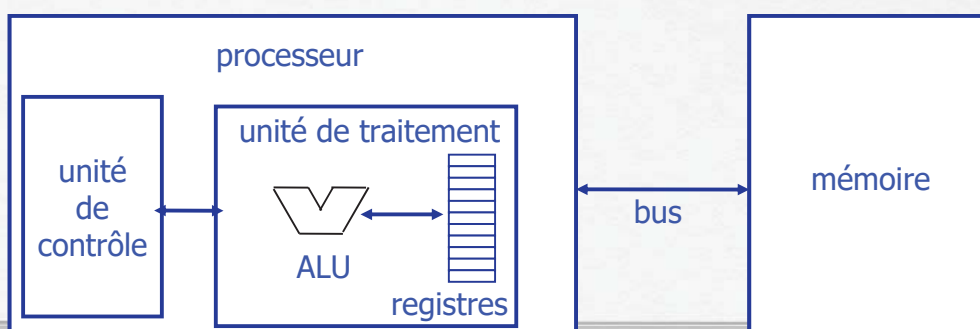 processeur
unité de traitement
unité
de
contrôle
ALU
registres
bus
mémoire